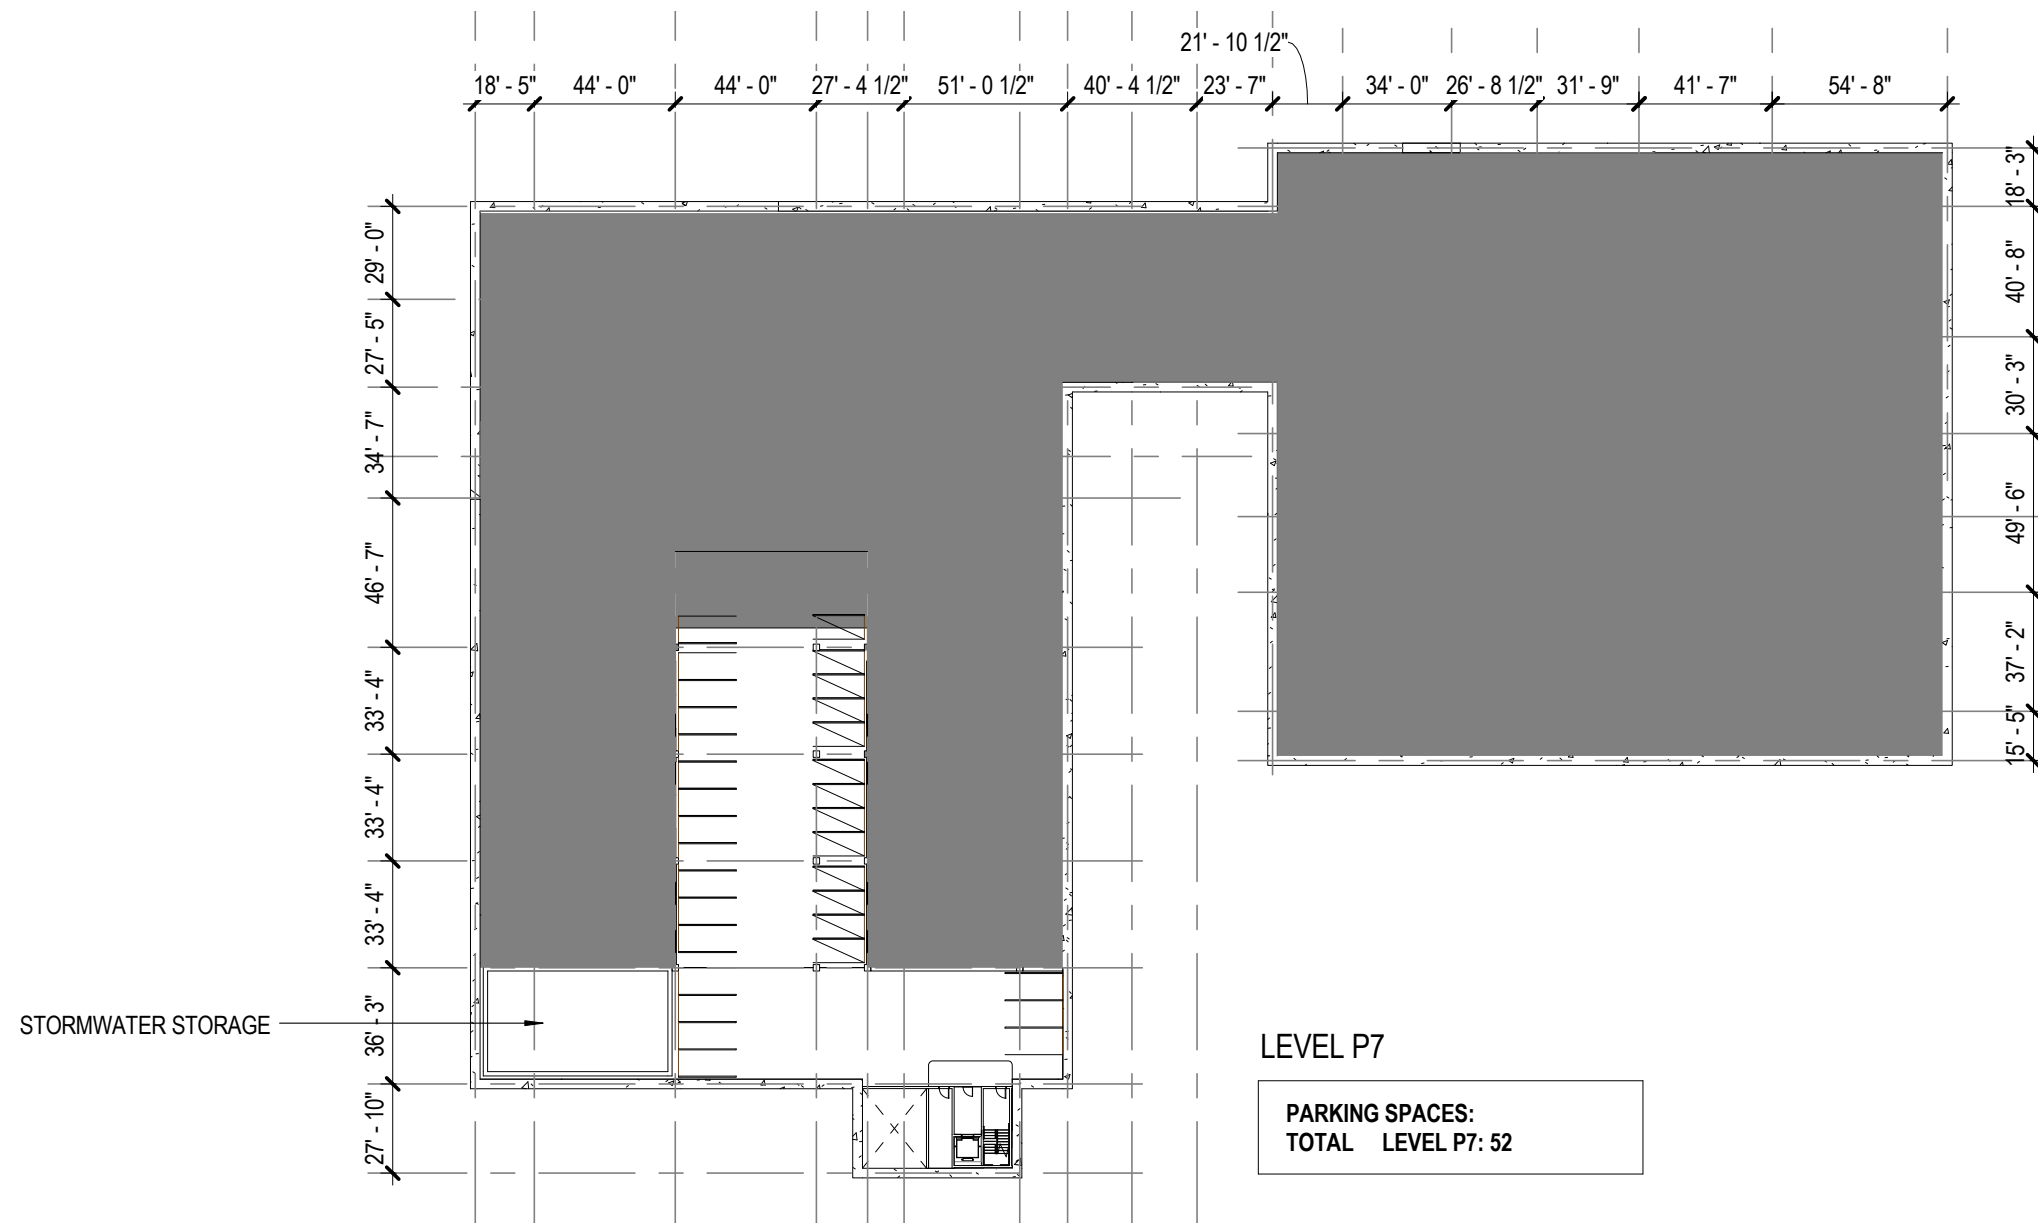 21' - 10 1/2"
18' - 5"
44' - 0"
44' - 0"
27' - 4 1/2"
51' - 0 1/2"
40' - 4 1/2"
23' - 7"
34' - 0"
26' - 8 1/2"
31' - 9"
41' - 7"
54' - 8"
29' - 0"
27' - 5"
34' - 7"
46' - 7"
33' - 4"
33' - 4"
33' - 4"
36' - 3"
27' - 10"
18' - 3"
40' - 8"
30' - 3"
49' - 6"
37' - 2"
15' - 5"
STORMWATER STORAGE
LEVEL P7
PARKING SPACES:
TOTAL LEVEL P7: 52